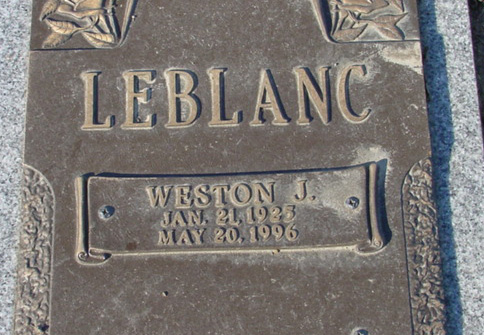 LEBLANC
WESTON J.
JAN. 21, 1925
MAY 20, 1996